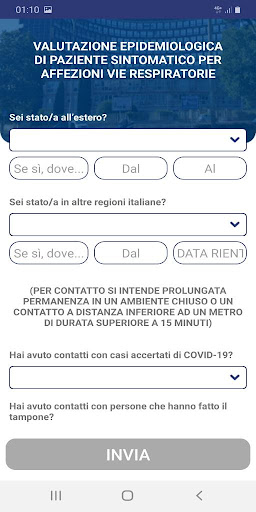 01:10
VALUTAZIONE EPIDEMIOLOGICA
DI PAZIENTE SINTOMATICO PER
AFFEZIONI VIE RESPIRATORIE
Sei stato/a all'estero?
Se sì, dove... Dal Al
Sei stato/a in altre regioni italiane?
Se sì, dove... Dal DATA RIENT
(PER CONTATTO SI INTENDE PROLUNGATA
PERMANENZA IN UN AMBIENTE CHIUSO O UN
CONTATTO A DISTANZA INFERIORE AD UN METRO
DI DURATA SUPERIORE A 15 MINUTI)
Hai avuto contatti con casi accertati di COVID-19?
Hai avuto contatti con persone che hanno fatto il
tampone?
INVIA